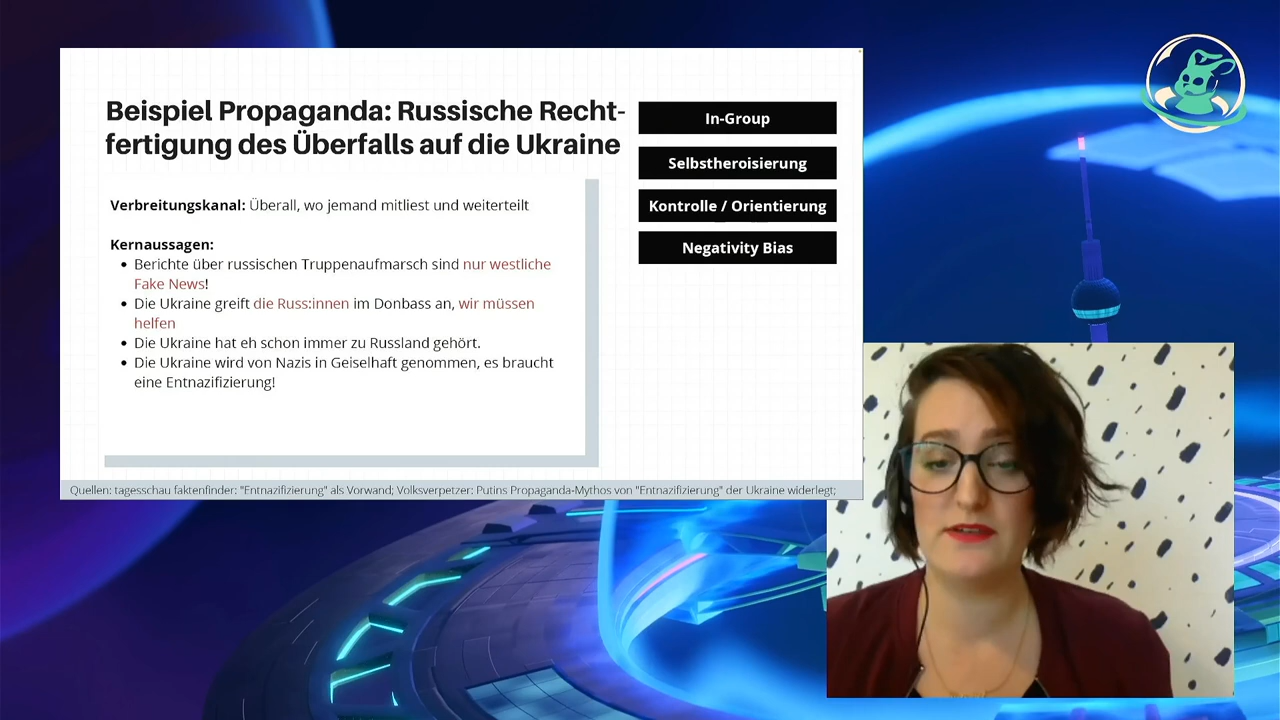 Beispiel Propaganda: Russische Recht-
fertigung des Überfalls auf die Ukraine
Verbreitungskanal: Überall, wo jemand mitliest und weiterteilt
Kernaussagen:
• Berichte über russischen Truppenaufmarsch sind nur westliche
Fake News!
• Die Ukraine greift die Russ:innen im Donbass an, wir müssen
helfen
• Die Ukraine hat eh schon immer zu Russland gehört.
• Die Ukraine wird von Nazis in Geiselhaft genommen, es braucht
eine Entnazifizierung!
In-Group
Selbstheroisierung
Kontrolle / Orientierung
Negativity Bias
Quellen: tagesschau faktenfinder: "Entnazifizierung" als Vorwand; Volksverpetzer: Putins Propaganda-Mythos von "Entnazifizierung" der Ukraine widerlegt;